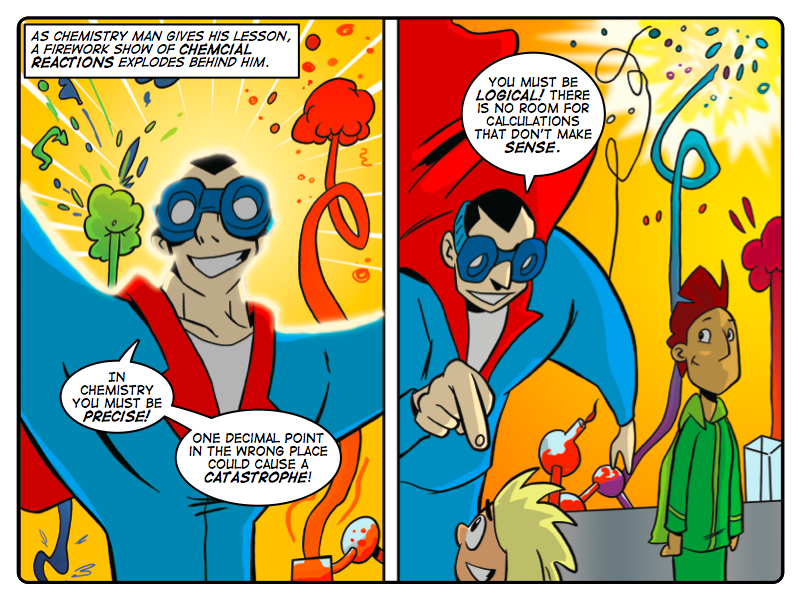 AS CHEMISTRY MAN GIVES HIS LESSON,
A FIREWORK SHOW OF CHEMCIAL
REACTIONS EXPLODES BEHIND HIM.
IN
CHEMISTRY
YOU MUST BE
PRECISE!
ONE DECIMAL POINT
IN THE WRONG PLACE
COULD CAUSE A
CATASTROPHE!
YOU MUST BE
LOGICAL! THERE
IS NO ROOM FOR
CALCULATIONS
THAT DON'T MAKE
SENSE.